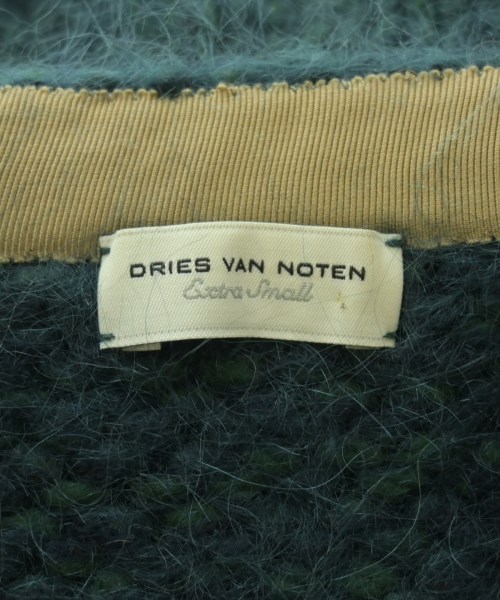 DRIES VAN NOTEN
Extra Small